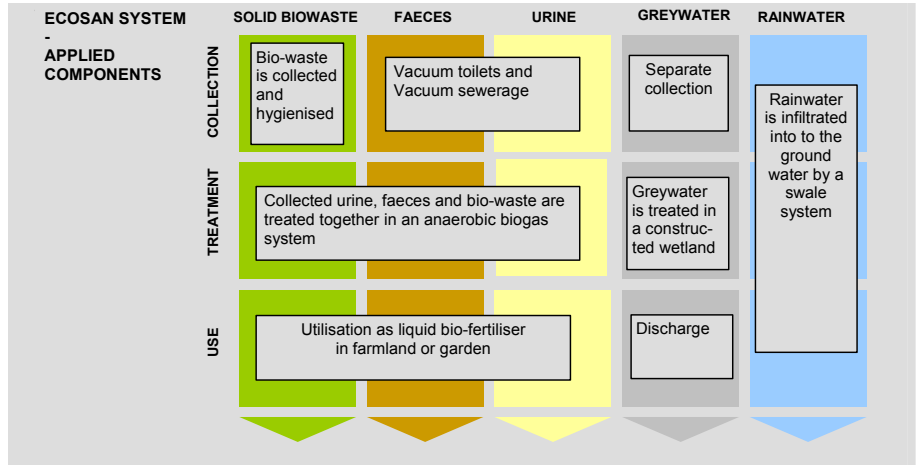 ECOSAN SYSTEM
-
APPLIED
COMPONENTS
SOLID BIOWASTE
FAECES
URINE
GREYWATER
RAINWATER
COLLECTION
Bio-waste
is collected
and
hygienised
Vacuum toilets and
Vacuum sewerage
Separate
collection
Rainwater
is infiltrated
into to the
ground
water by a
swale
system
TREATMENT
Collected urine, faeces and bio-waste are
treated together in an anaerobic biogas
system
Greywater
is treated in
a construc-
ted wetland
USE
Utilisation as liquid bio-fertiliser
in farmland or garden
Discharge